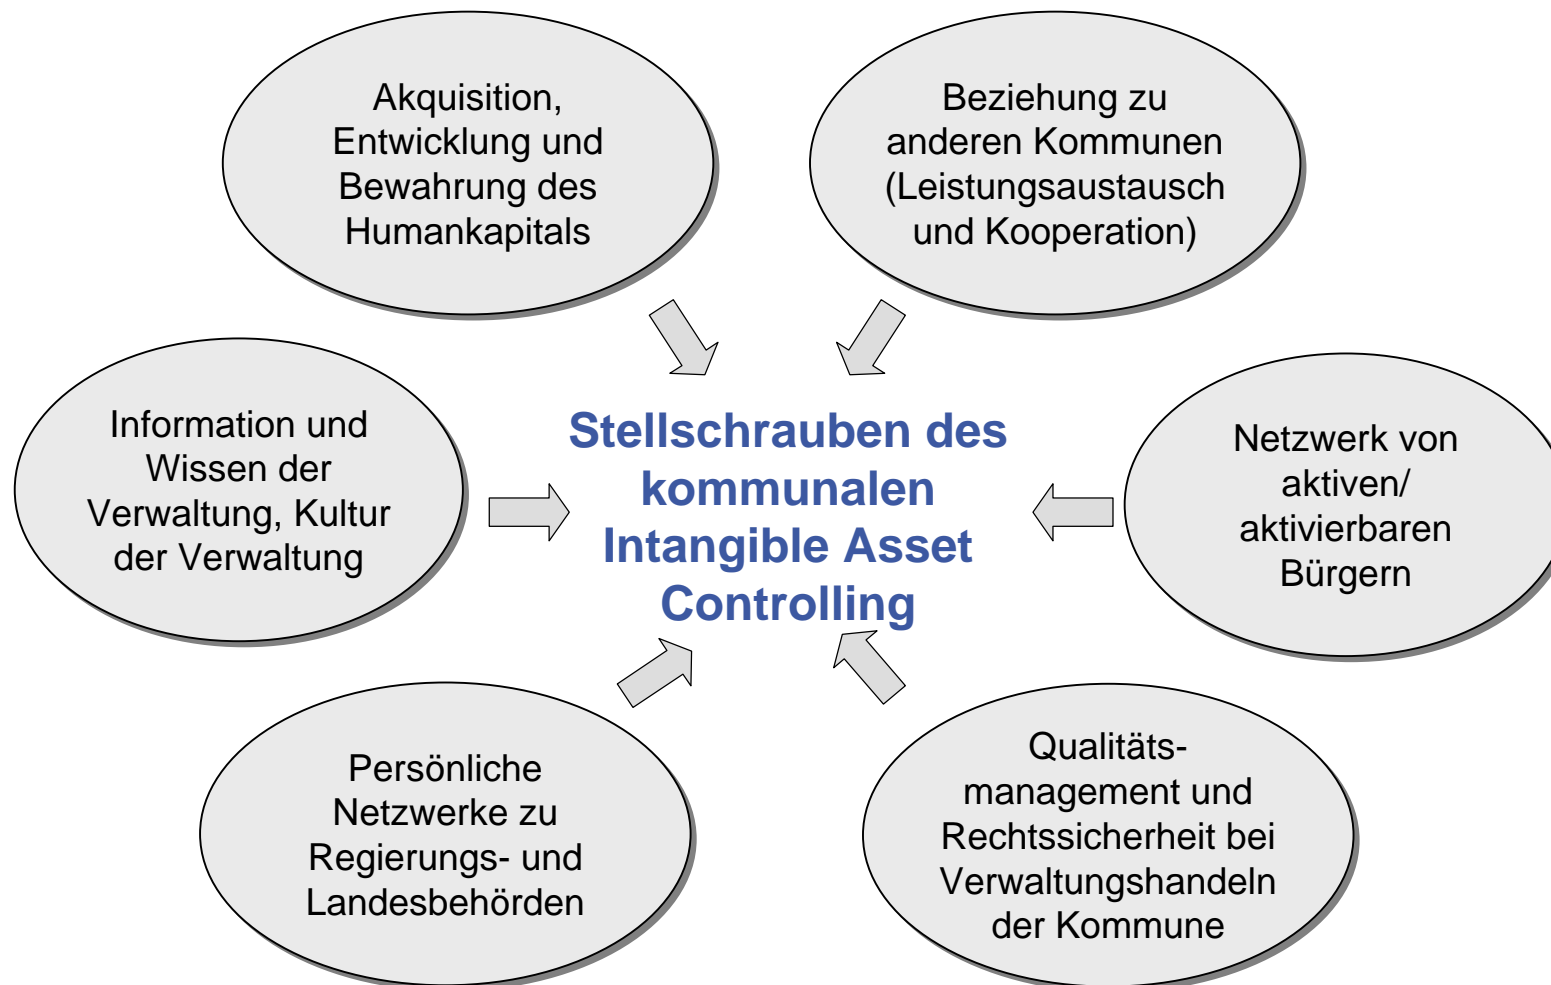 Akquisition,
Entwicklung und
Bewahrung des
Humankapitals
Beziehung zu
anderen Kommunen
(Leistungsaustausch
und Kooperation)
Information und
Wissen der
Verwaltung, Kultur
der Verwaltung
Stellschrauben des
kommunalen
Intangible Asset
Controlling
Netzwerk von
aktiven/
aktivierbaren
Bürgern
Persönliche
Netzwerke zu
Regierungs- und
Landesbehörden
Qualitäts-
management und
Rechtssicherheit bei
Verwaltungshandeln
der Kommune